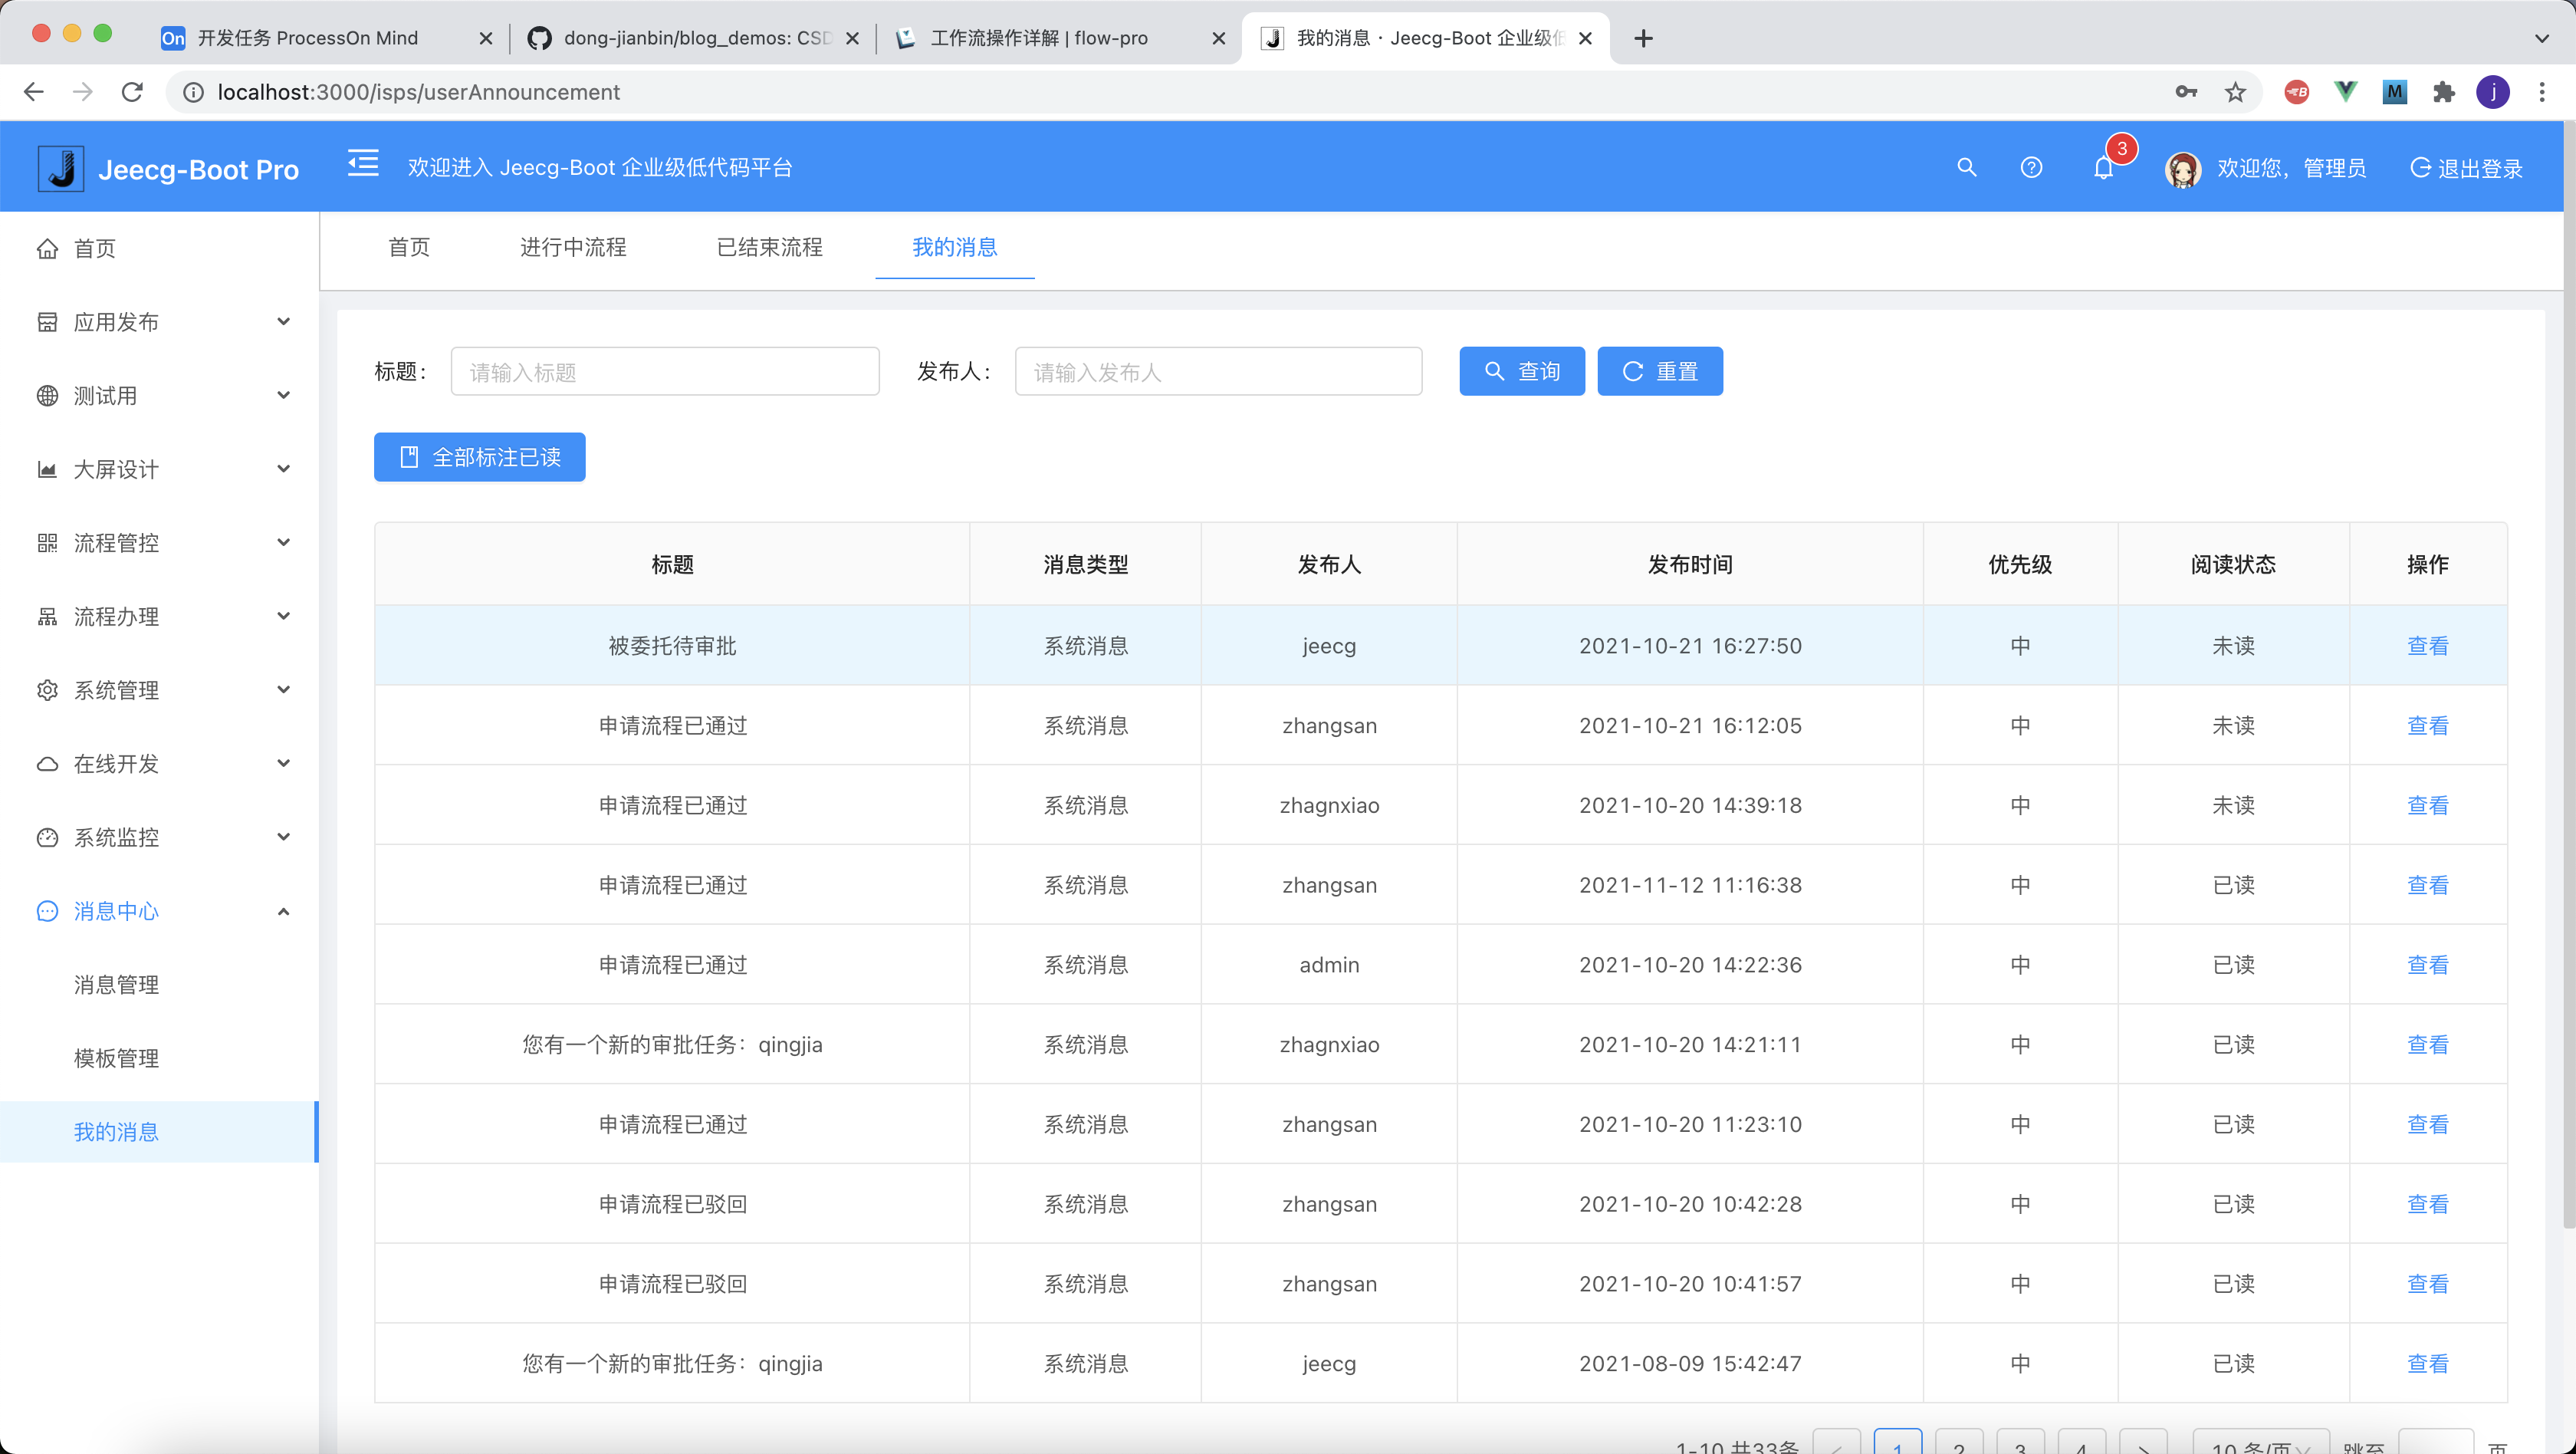 On 开发任务 ProcessOn Mind
dong-jianbin/blog_demos: CSD
工作流操作详解 | flow-pro
我的消息 · Jeecg-Boot 企业级低
localhost:3000/isps/userAnnouncement
B M j
Jeecg-Boot Pro
欢迎进入 Jeecg-Boot 企业级低代码平台
3
欢迎您，管理员
退出登录
首页
应用发布
测试用
大屏设计
流程管控
流程办理
系统管理
在线开发
系统监控
消息中心
消息管理
模板管理
我的消息
首页 进行中流程 已结束流程 我的消息
标题： 请输入标题 发布人： 请输入发布人 查询 重置
全部标注已读
标题 消息类型 发布人 发布时间 优先级 阅读状态 操作
被委托待审批 系统消息 jeecg 2021-10-21 16:27:50 中 未读 查看
申请流程已通过 系统消息 zhangsan 2021-10-21 16:12:05 中 未读 查看
申请流程已通过 系统消息 zhagnxiao 2021-10-20 14:39:18 中 未读 查看
申请流程已通过 系统消息 zhangsan 2021-11-12 11:16:38 中 已读 查看
申请流程已通过 系统消息 admin 2021-10-20 14:22:36 中 已读 查看
您有一个新的审批任务：qingjia 系统消息 zhagnxiao 2021-10-20 14:21:11 中 已读 查看
申请流程已通过 系统消息 zhangsan 2021-10-20 11:23:10 中 已读 查看
申请流程已驳回 系统消息 zhangsan 2021-10-20 10:42:28 中 已读 查看
申请流程已驳回 系统消息 zhangsan 2021-10-20 10:41:57 中 已读 查看
您有一个新的审批任务：qingjia 系统消息 jeecg 2021-08-09 15:42:47 中 已读 查看
1-10 共33条 < 1 2 3 4 > 10 条/页 跳至 页